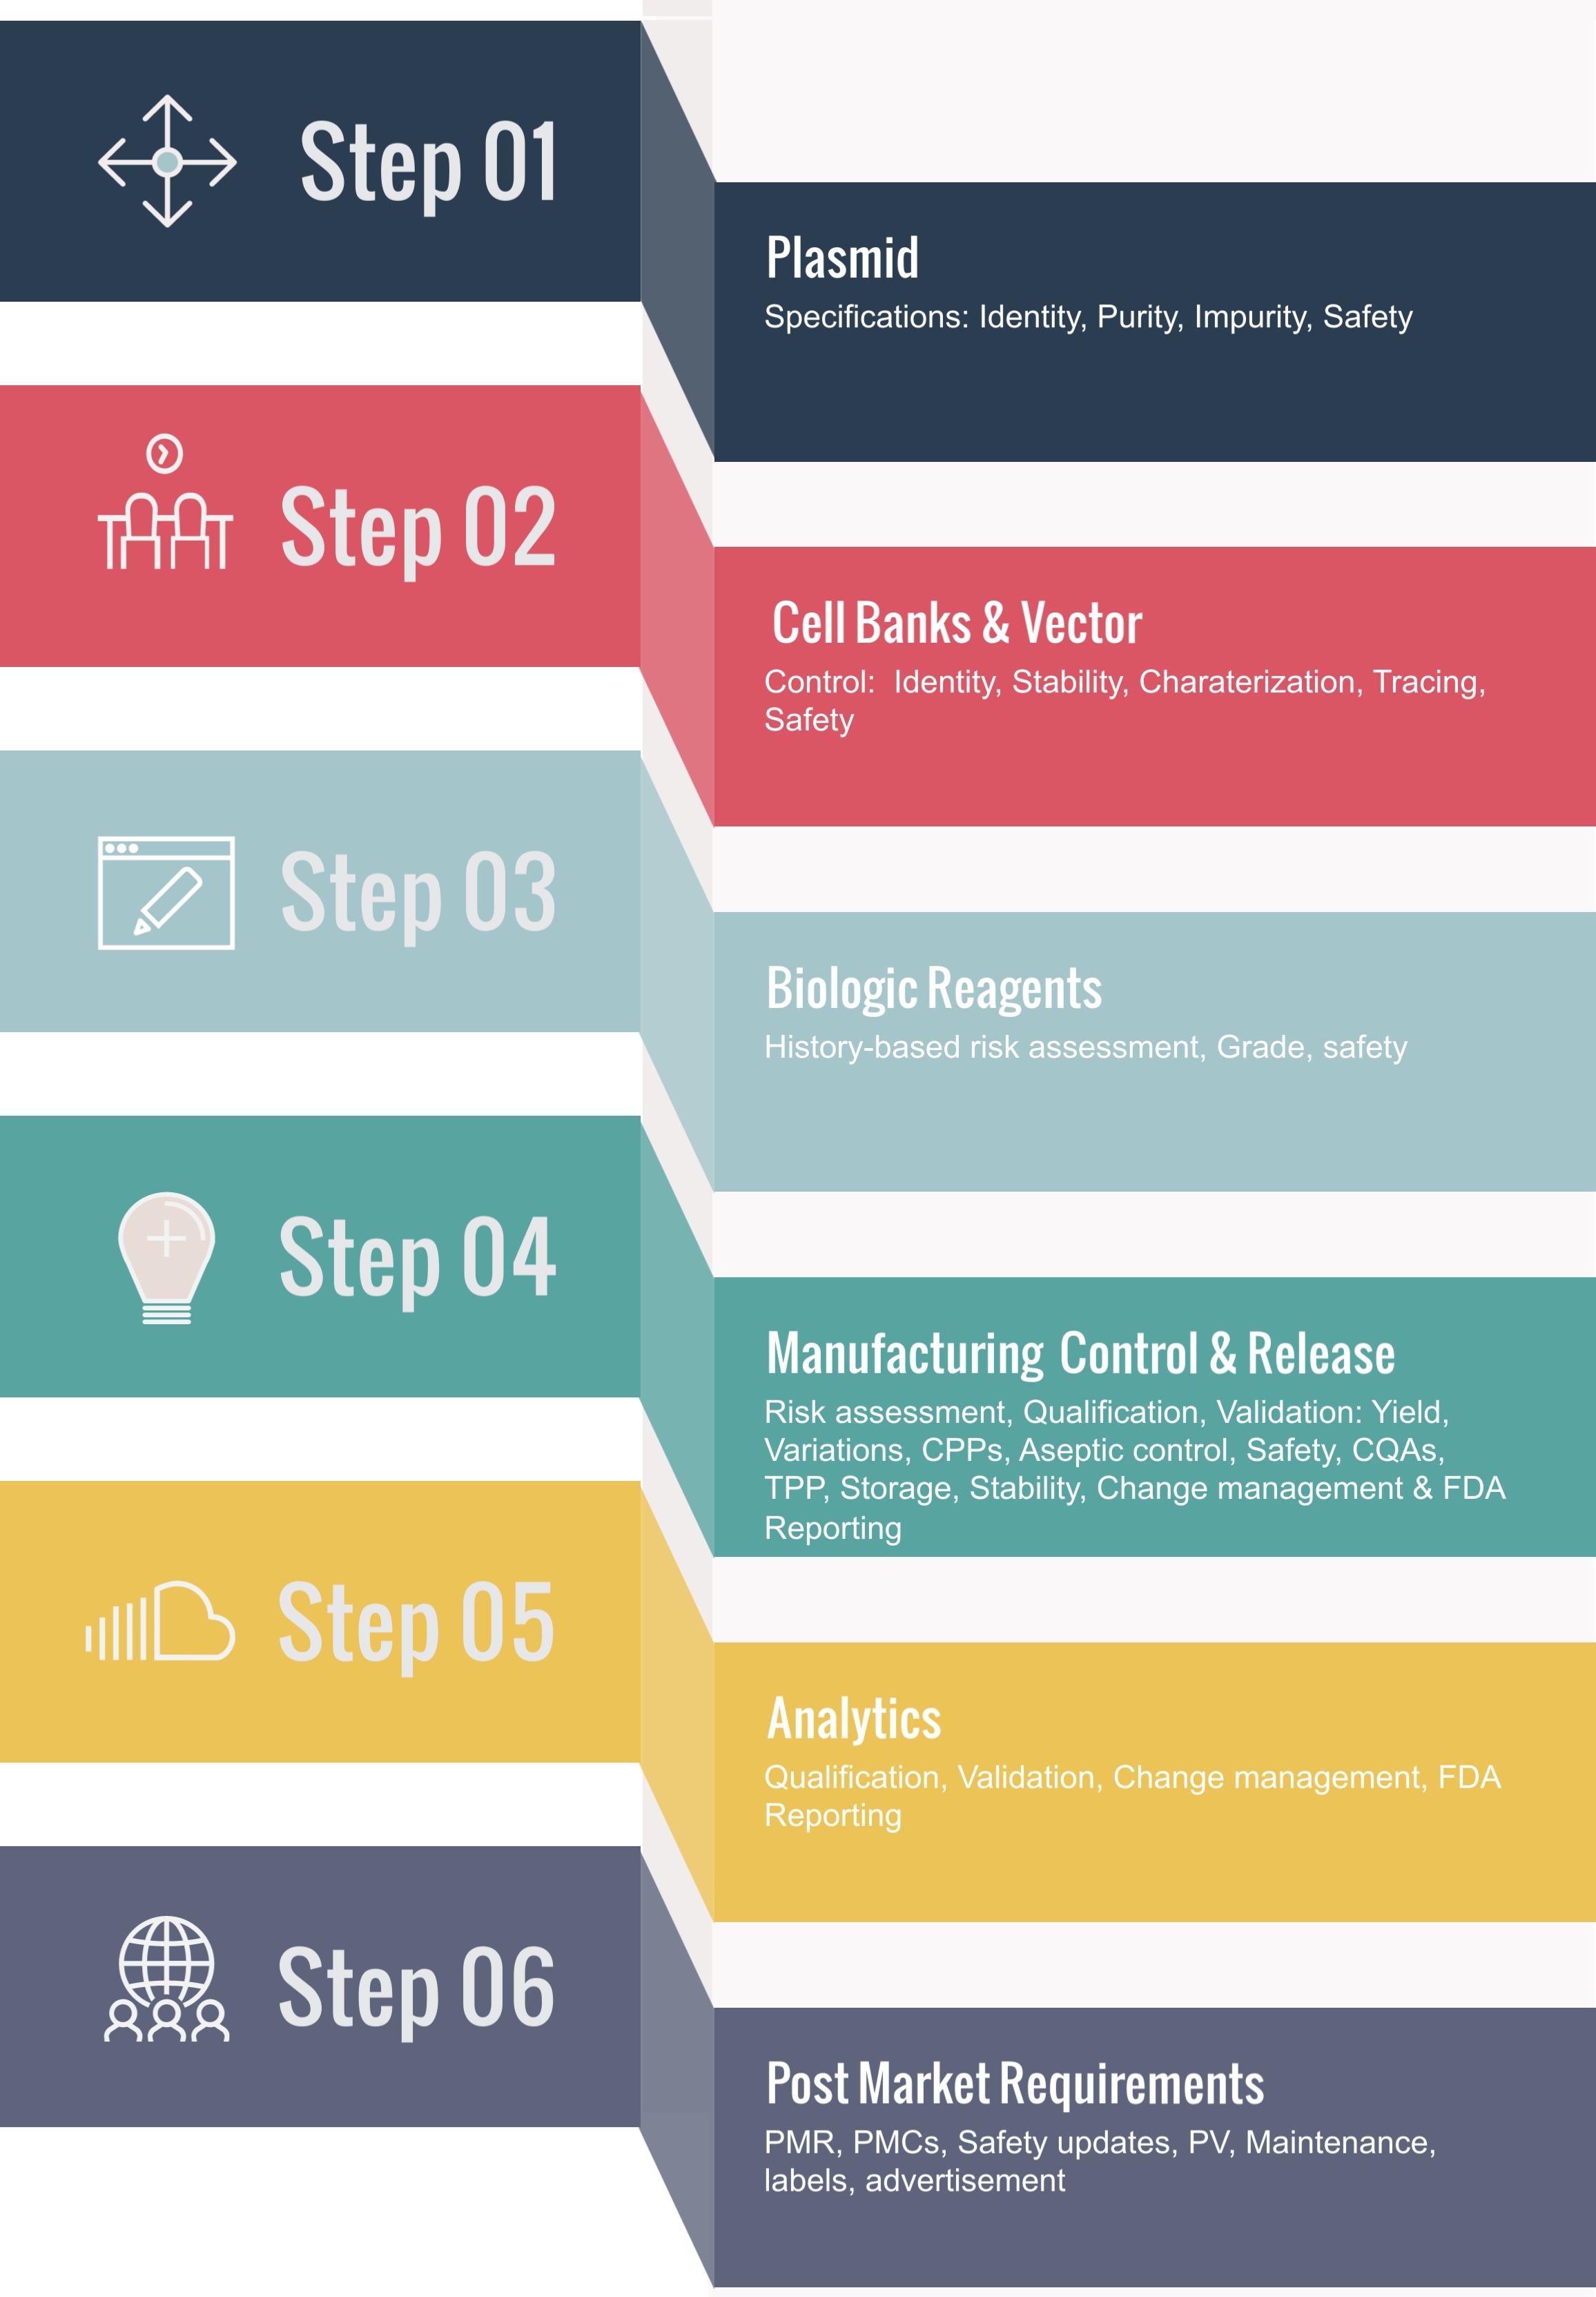 Step 01
Plasmid
Specifications: Identity, Purity, Impurity, Safety
Step 02
Cell Banks & Vector
Control:  Identity, Stability, Charaterization, Tracing,
Safety
Step 03
Biologic Reagents
History-based risk assessment, Grade, safety
Step 04
Manufacturing Control & Release
Risk assessment, Qualification, Validation: Yield,
Variations, CPPs, Aseptic control, Safety, CQAs,
TPP, Storage, Stability, Change management & FDA
Reporting
Step 05
Analytics
Qualification, Validation, Change management, FDA
Reporting
Step 06
Post Market Requirements
PMR, PMCs, Safety updates, PV, Maintenance,
labels, advertisement